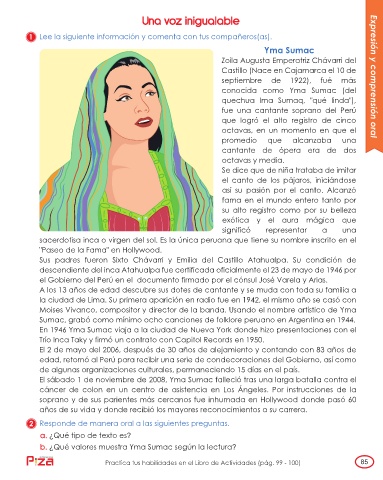 Una voz inigualable
1 Lee la siguiente información y comenta con tus compañeros(as).
Yma Sumac
Zoila Augusta Emperatriz Chávarri del
Castillo (Nace en Cajamarca el 10 de
septiembre de 1922), fué más
conocida como Yma Sumac (del
quechua Ima Sumaq, "qué linda"),
fue una cantante soprano del Perú
que logró el alto registro de cinco
octavas, en un momento en que el
promedio que alcanzaba una
cantante de ópera era de dos
octavas y media.
Se dice que de niña trataba de imitar
el canto de los pájaros, iniciándose
así su pasión por el canto. Alcanzó
fama en el mundo entero tanto por
su alto registro como por su belleza
exótica y el aura mágica que
significó representar a una
sacerdotisa inca o virgen del sol, Es la única peruana que tiene su nombre inscrito en el
"Paseo de la Fama" en Hollywood.
Sus padres fueron Sixto Chávarri y Emilia del Castillo Atahualpa. Su condición de
descendiente del inca Atahualpa fue certificada oficialmente el 23 de mayo de 1946 por
el Gobierno del Perú en el documento firmado por el cónsul José Varela y Arias.
A los 13 años de edad descubre sus dotes de cantante y se muda con toda su familia a
la ciudad de Lima. Su primera aparición en radio fue en 1942, el mismo año se casó con
Moises Vivanco, compositor y director de la banda. Usando el nombre artístico de Yma
Sumac, grabó como mínimo ocho canciones de folklore peruano en Argentina en 1944.
En 1946 Yma Sumac viaja a la ciudad de Nueva York donde hizo presentaciones con el
Trío Inca Taky y firmó un contrato con Capitol Records en 1950.
El 2 de mayo del 2006, después de 30 años de alejamiento y contando con 83 años de
edad, retornó al Perú para recibir una serie de condecoraciones del Gobierno, así como
de algunas organizaciones culturales, permaneciendo 15 días en el país.
El sábado 1 de noviembre de 2008, Yma Sumac falleció tras una larga batalla contra el
cáncer de colon en un centro de asistencia en Los Ángeles. Por instrucciones de la
soprano y de sus parientes más cercanos fue inhumada en Hollywood donde pasó 60
años de su vida y donde recibió los mayores reconocimientos a su carrera.
2 Responde de manera oral a las siguientes preguntas.
a. ¿Qué tipo de texto es?
b. ¿Qué valores muestra Yma Sumac según la lectura?
Practica tus habilidades en el Libro de Actividades (pág. 99 - 100)
85
Expresión y comprensión oral